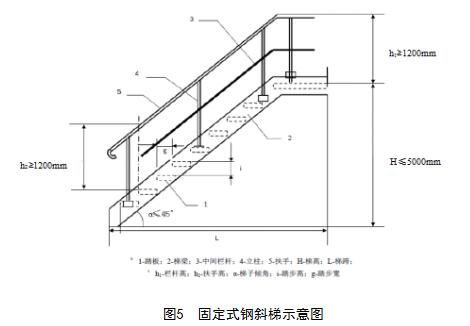 3
h₁≥1200mm
4
5
2
h₂≥1200mm
g
H≤5000mm
i
1
α≤45°
L
1-踏板；2-梯梁；3-中间栏杆；4-立柱；5-扶手；H-梯高；L-梯跨；
h₁-栏杆高；h₂-扶手高；α-梯子倾角；i-踏步高；g-踏步宽
图5 固定式钢斜梯示意图